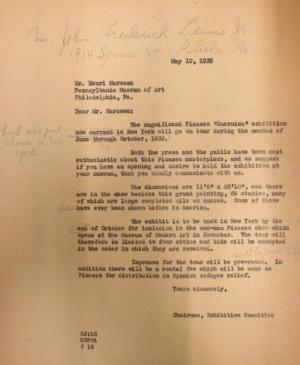 Mr. John Frederick Lewis Jr.
1914 Spruce St Phila Pa.
May 10, 1939
Mr. Henri Marceau
Pennsylvania Museum of Art
Philadelphia, Pa.
Dear Mr. Marceau:
The magnificent Picasso "Guernica" exhibition
now current in New York will go on tour during the months of
June through October, 1939.
Both the press and the public have been most
enthusiastic about this Picasso masterpiece, and we suggest
if you have an opening and desire to hold the exhibition at
your museum, that you kindly communicate with us.
The dimensions are 11'6" x 25'10", and there
are in the show besides this grand painting, 59 studies, many
of which are largely completed oils on canvas. None of these
have ever been shown before in America.
The exhibit is to be back in New York by the
end of October for inclusion in the one-man Picasso show which
opens at the Museum of Modern Art in November. The tour will
therefore be limited to four cities and bids will be accepted
in the order in which they are received.
Expenses for the tour will be pro-rated. In
addition there will be a rental fee which will be sent to
Picasso for distribution in Spanish refugee relief.
Yours sincerely,
Chairman, Exhibition Committee
SJ:LS
UOPWA
# 16